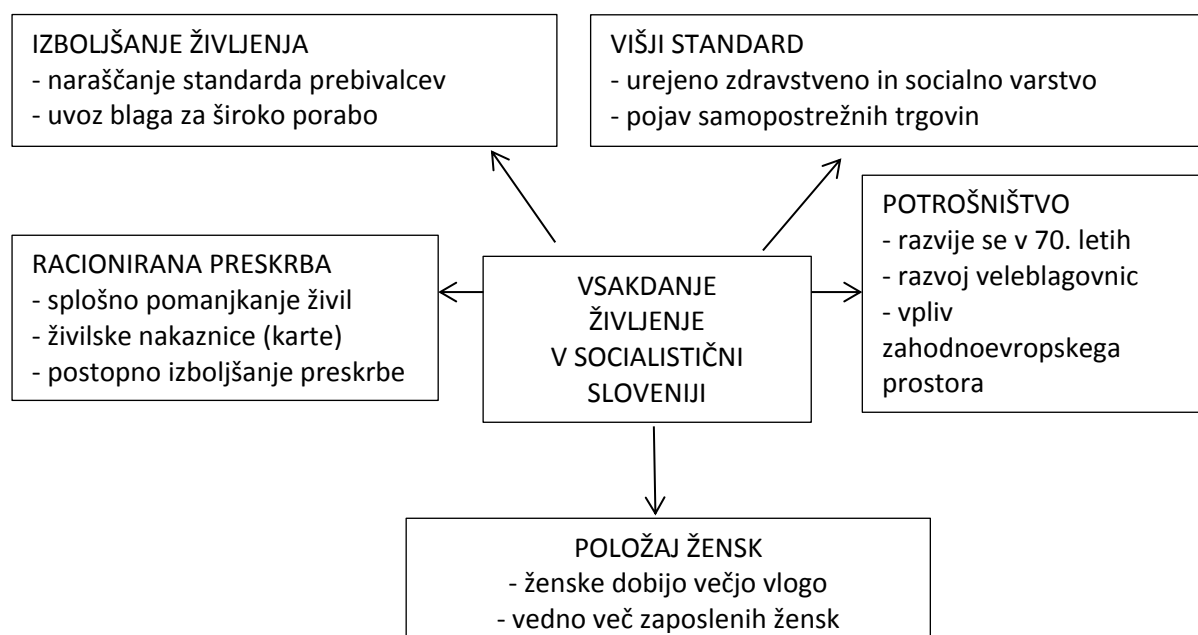 IZBOLJŠANJE ŽIVLJENJA
- naraščanje standarda prebivalcev
- uvoz blaga za široko porabo
VIŠJI STANDARD
- urejeno zdravstveno in socialno varstvo
- pojav samopostrežnih trgovin
RACIONIRANA PRESKRBA
- splošno pomanjkanje živil
- živilske nakaznice (karte)
- postopno izboljšanje preskrbe
VSAKDANJE
ŽIVLJENJE
V SOCIALISTIČNI
SLOVENIJI
POTROŠNIŠTVO
- razvije se v 70. letih
- razvoj veleblagovnic
- vpliv
zahodnoevropskega
prostora
POLOŽAJ ŽENSK
- ženske dobijo večjo vlogo
- vedno več zaposlenih žensk